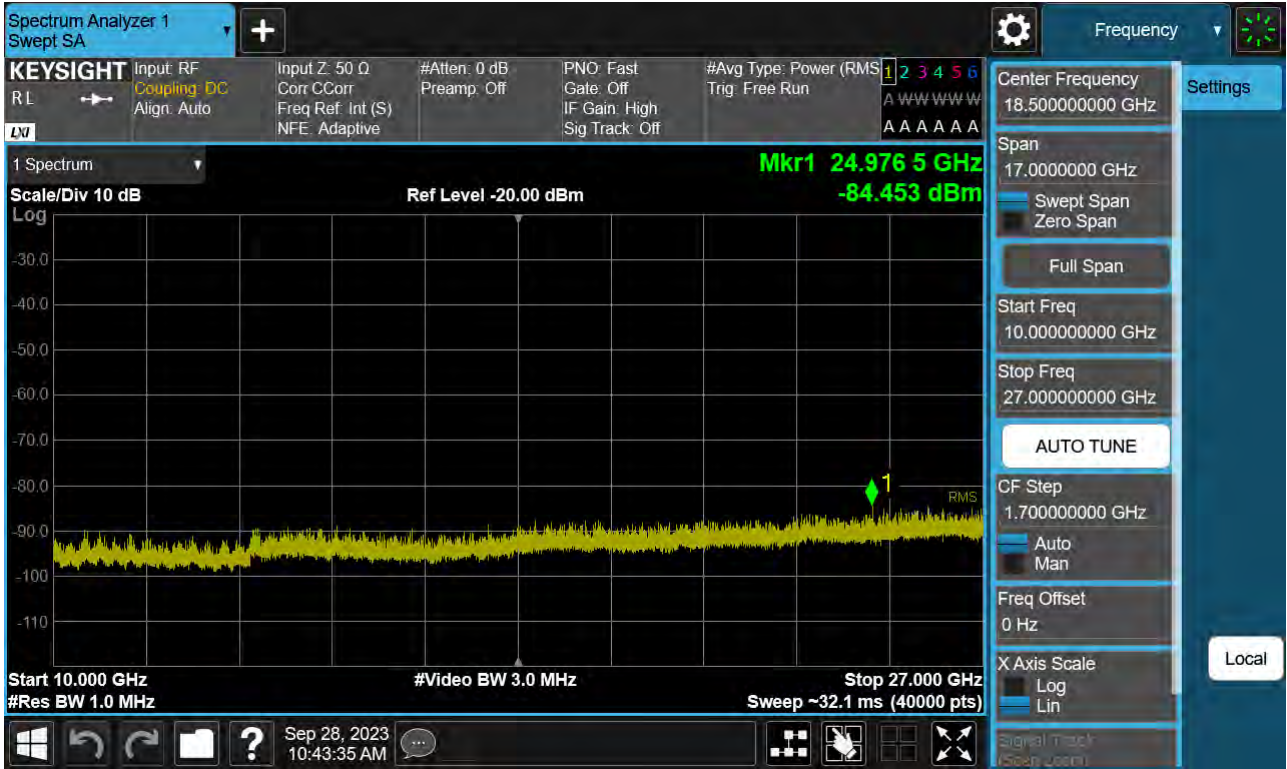 Spectrum Analyzer 1
Swept SA
Frequency
KEYSIGHT
R L
LXI
Input: RF
Coupling: DC
Align: Auto
Input Z: 50 Ω
Corr CCorr
Freq Ref: Int (S)
NFE: Adaptive
#Atten: 0 dB
Preamp: Off
PNO: Fast
Gate: Off
IF Gain: High
Sig Track: Off
#Avg Type: Power (RMS
Trig: Free Run
1 2 3 4 5 6
A W W W W W
A A A A A A
1 Spectrum
Mkr1 24.976 5 GHz
Scale/Div 10 dB
Ref Level -20.00 dBm
-84.453 dBm
Log
-30.0
-40.0
-50.0
-60.0
-70.0
-80.0
1
RMS
-90.0
-100
-110
Start 10.000 GHz
#Video BW 3.0 MHz
Stop 27.000 GHz
#Res BW 1.0 MHz
Sweep ~32.1 ms (40000 pts)
Center Frequency
18.500000000 GHz
Settings
Span
17.0000000 GHz
Swept Span
Zero Span
Full Span
Start Freq
10.000000000 GHz
Stop Freq
27.000000000 GHz
AUTO TUNE
CF Step
1.700000000 GHz
Auto
Man
Freq Offset
0 Hz
X Axis Scale
Log
Lin
Local
Signal Track
(Span Zoom)
?
Sep 28, 2023
10:43:35 AM